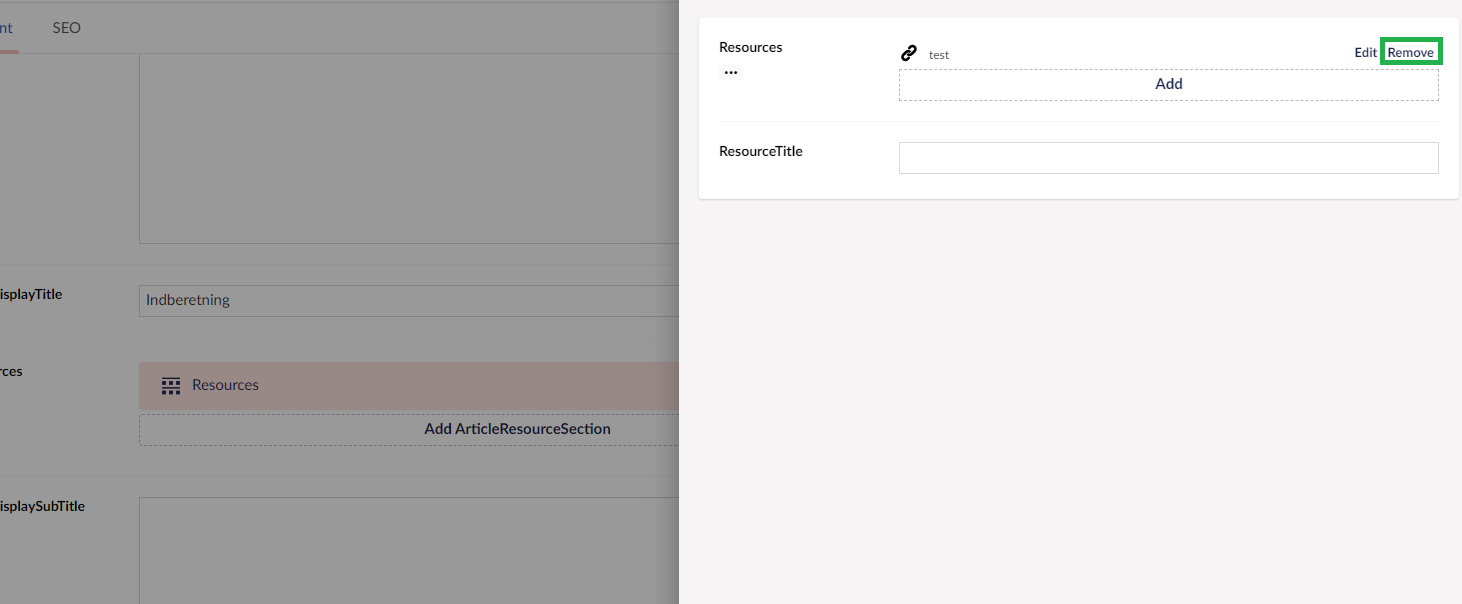 nt SEO
isplayTitle
Indberetning
rces
Resources
Add ArticleResourceSection
isplaySubTitle
Resources
...
test
Edit Remove
Add
ResourceTitle